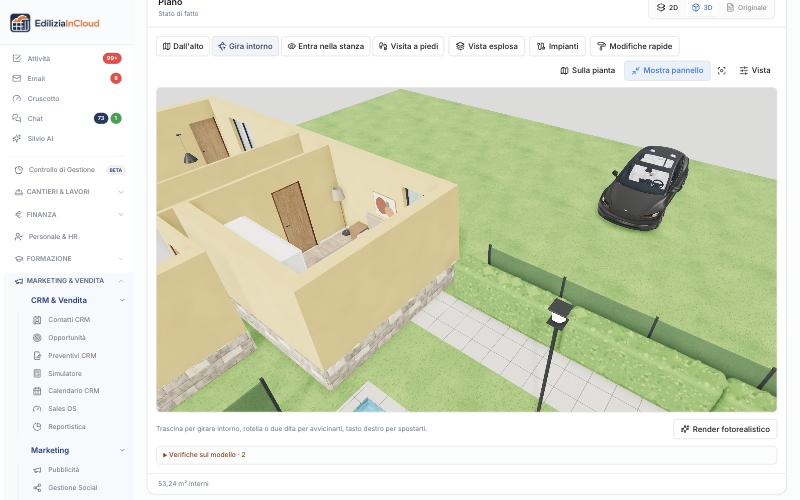 Piano
Stato di fatto
2D
3D
Originale
EdiliziaInCloud
Attività
99+
Email
8
Cruscotto
Chat
73
1
Silvio AI
Controllo di Gestione
BETA
CANTIERI & LAVORI
FINANZA
Personale & HR
FORMAZIONE
MARKETING & VENDITA
CRM & Vendita
Contatti CRM
Opportunità
Preventivi CRM
Simulatore
Calendario CRM
Sales OS
Reportistica
Marketing
Pubblicità
Gestione Social
Dall'alto
Gira intorno
Entra nella stanza
Visita a piedi
Vista esplosa
Impianti
Modifiche rapide
Sulla pianta
Mostra pannello
Vista
Trascina per girare intorno, rotella o due dita per avvicinarti, tasto destro per spostarti.
Render fotorealistico
Verifiche sul modello · 2
53,24 m² interni